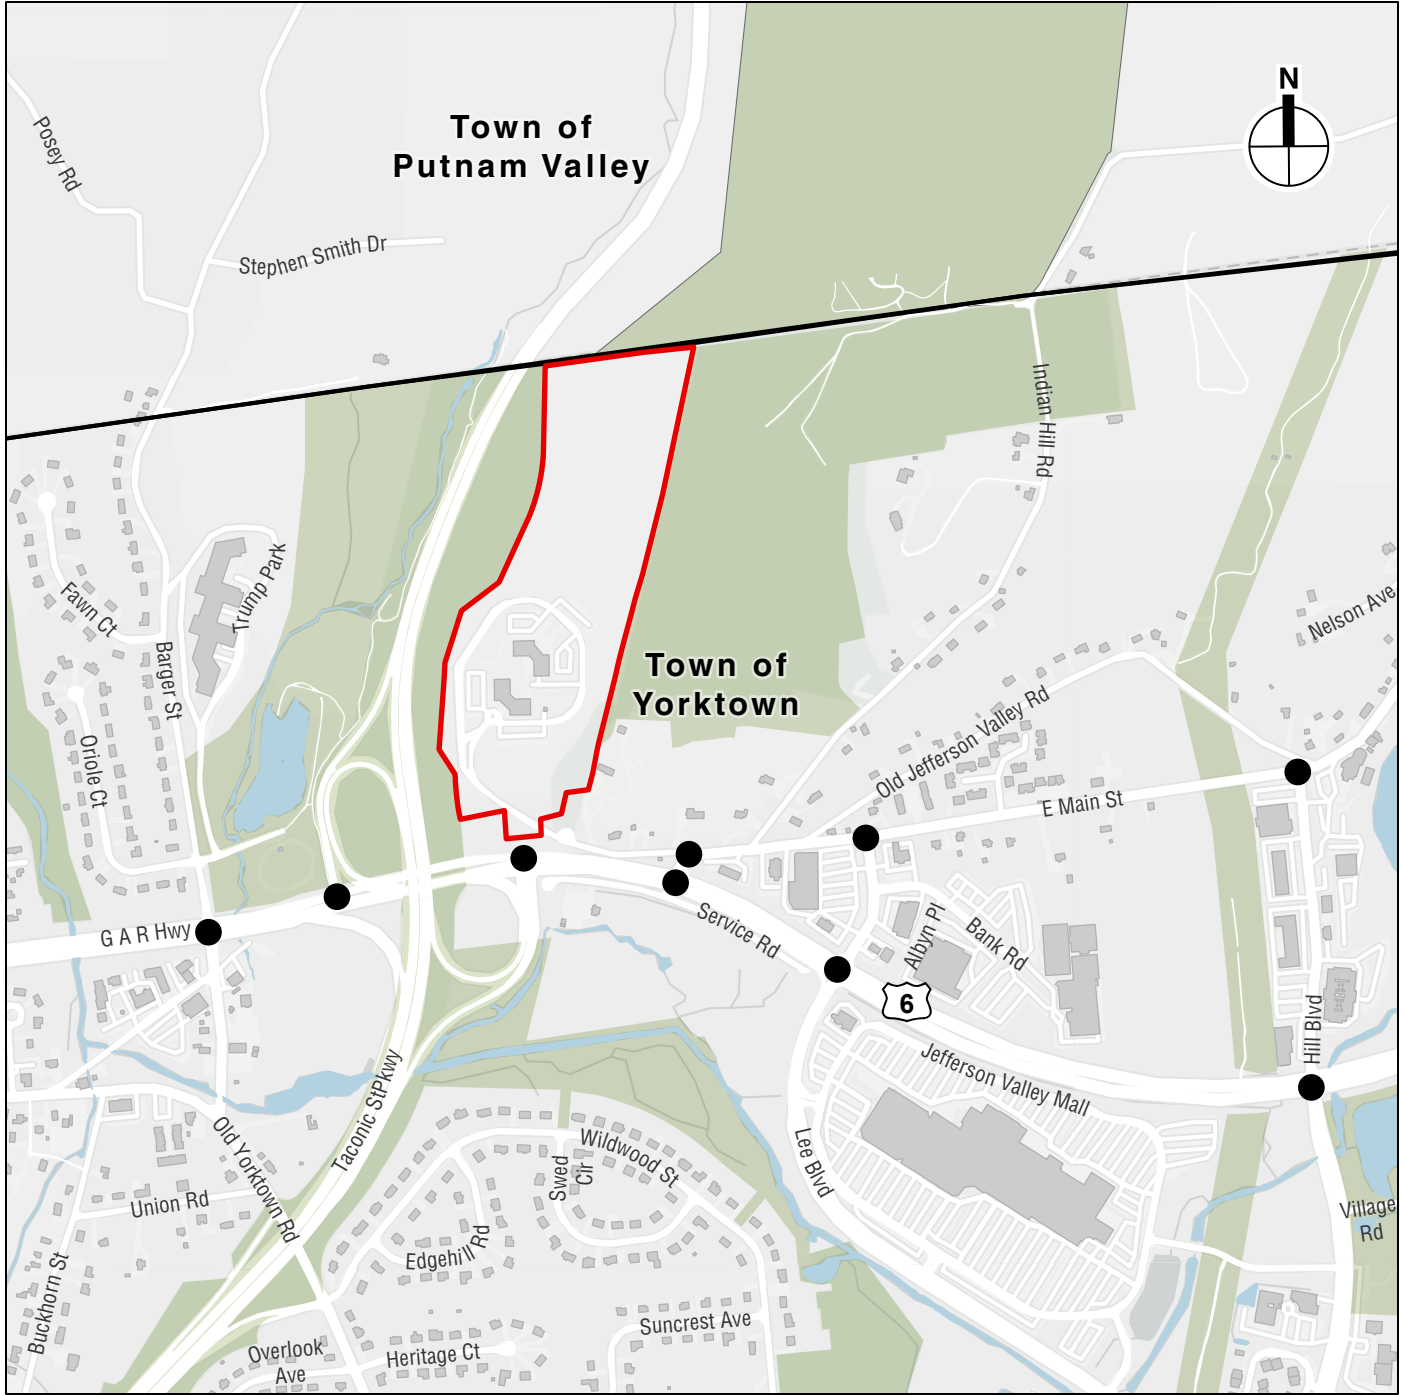 N
Town of
Putnam Valley
Posey Rd
Stephen Smith Dr
Indian Hill Rd
Trump Park
Fawn Ct
Barger St
Nelson Ave
Town of
Yorktown
Oriole Ct
Old Jefferson Valley Rd
E Main St
G A R Hwy
Service Rd
Albyn Pl
Bank Rd
6
Hill Blvd
Jefferson Valley Mall
Taconic StPkwy
Old Yorktown Rd
Wildwood St
Swed
Cir
Lee Blvd
Union Rd
Village
Rd
Edgehill Rd
Buckhorn St
Suncrest Ave
Overlook
Ave
Heritage Ct